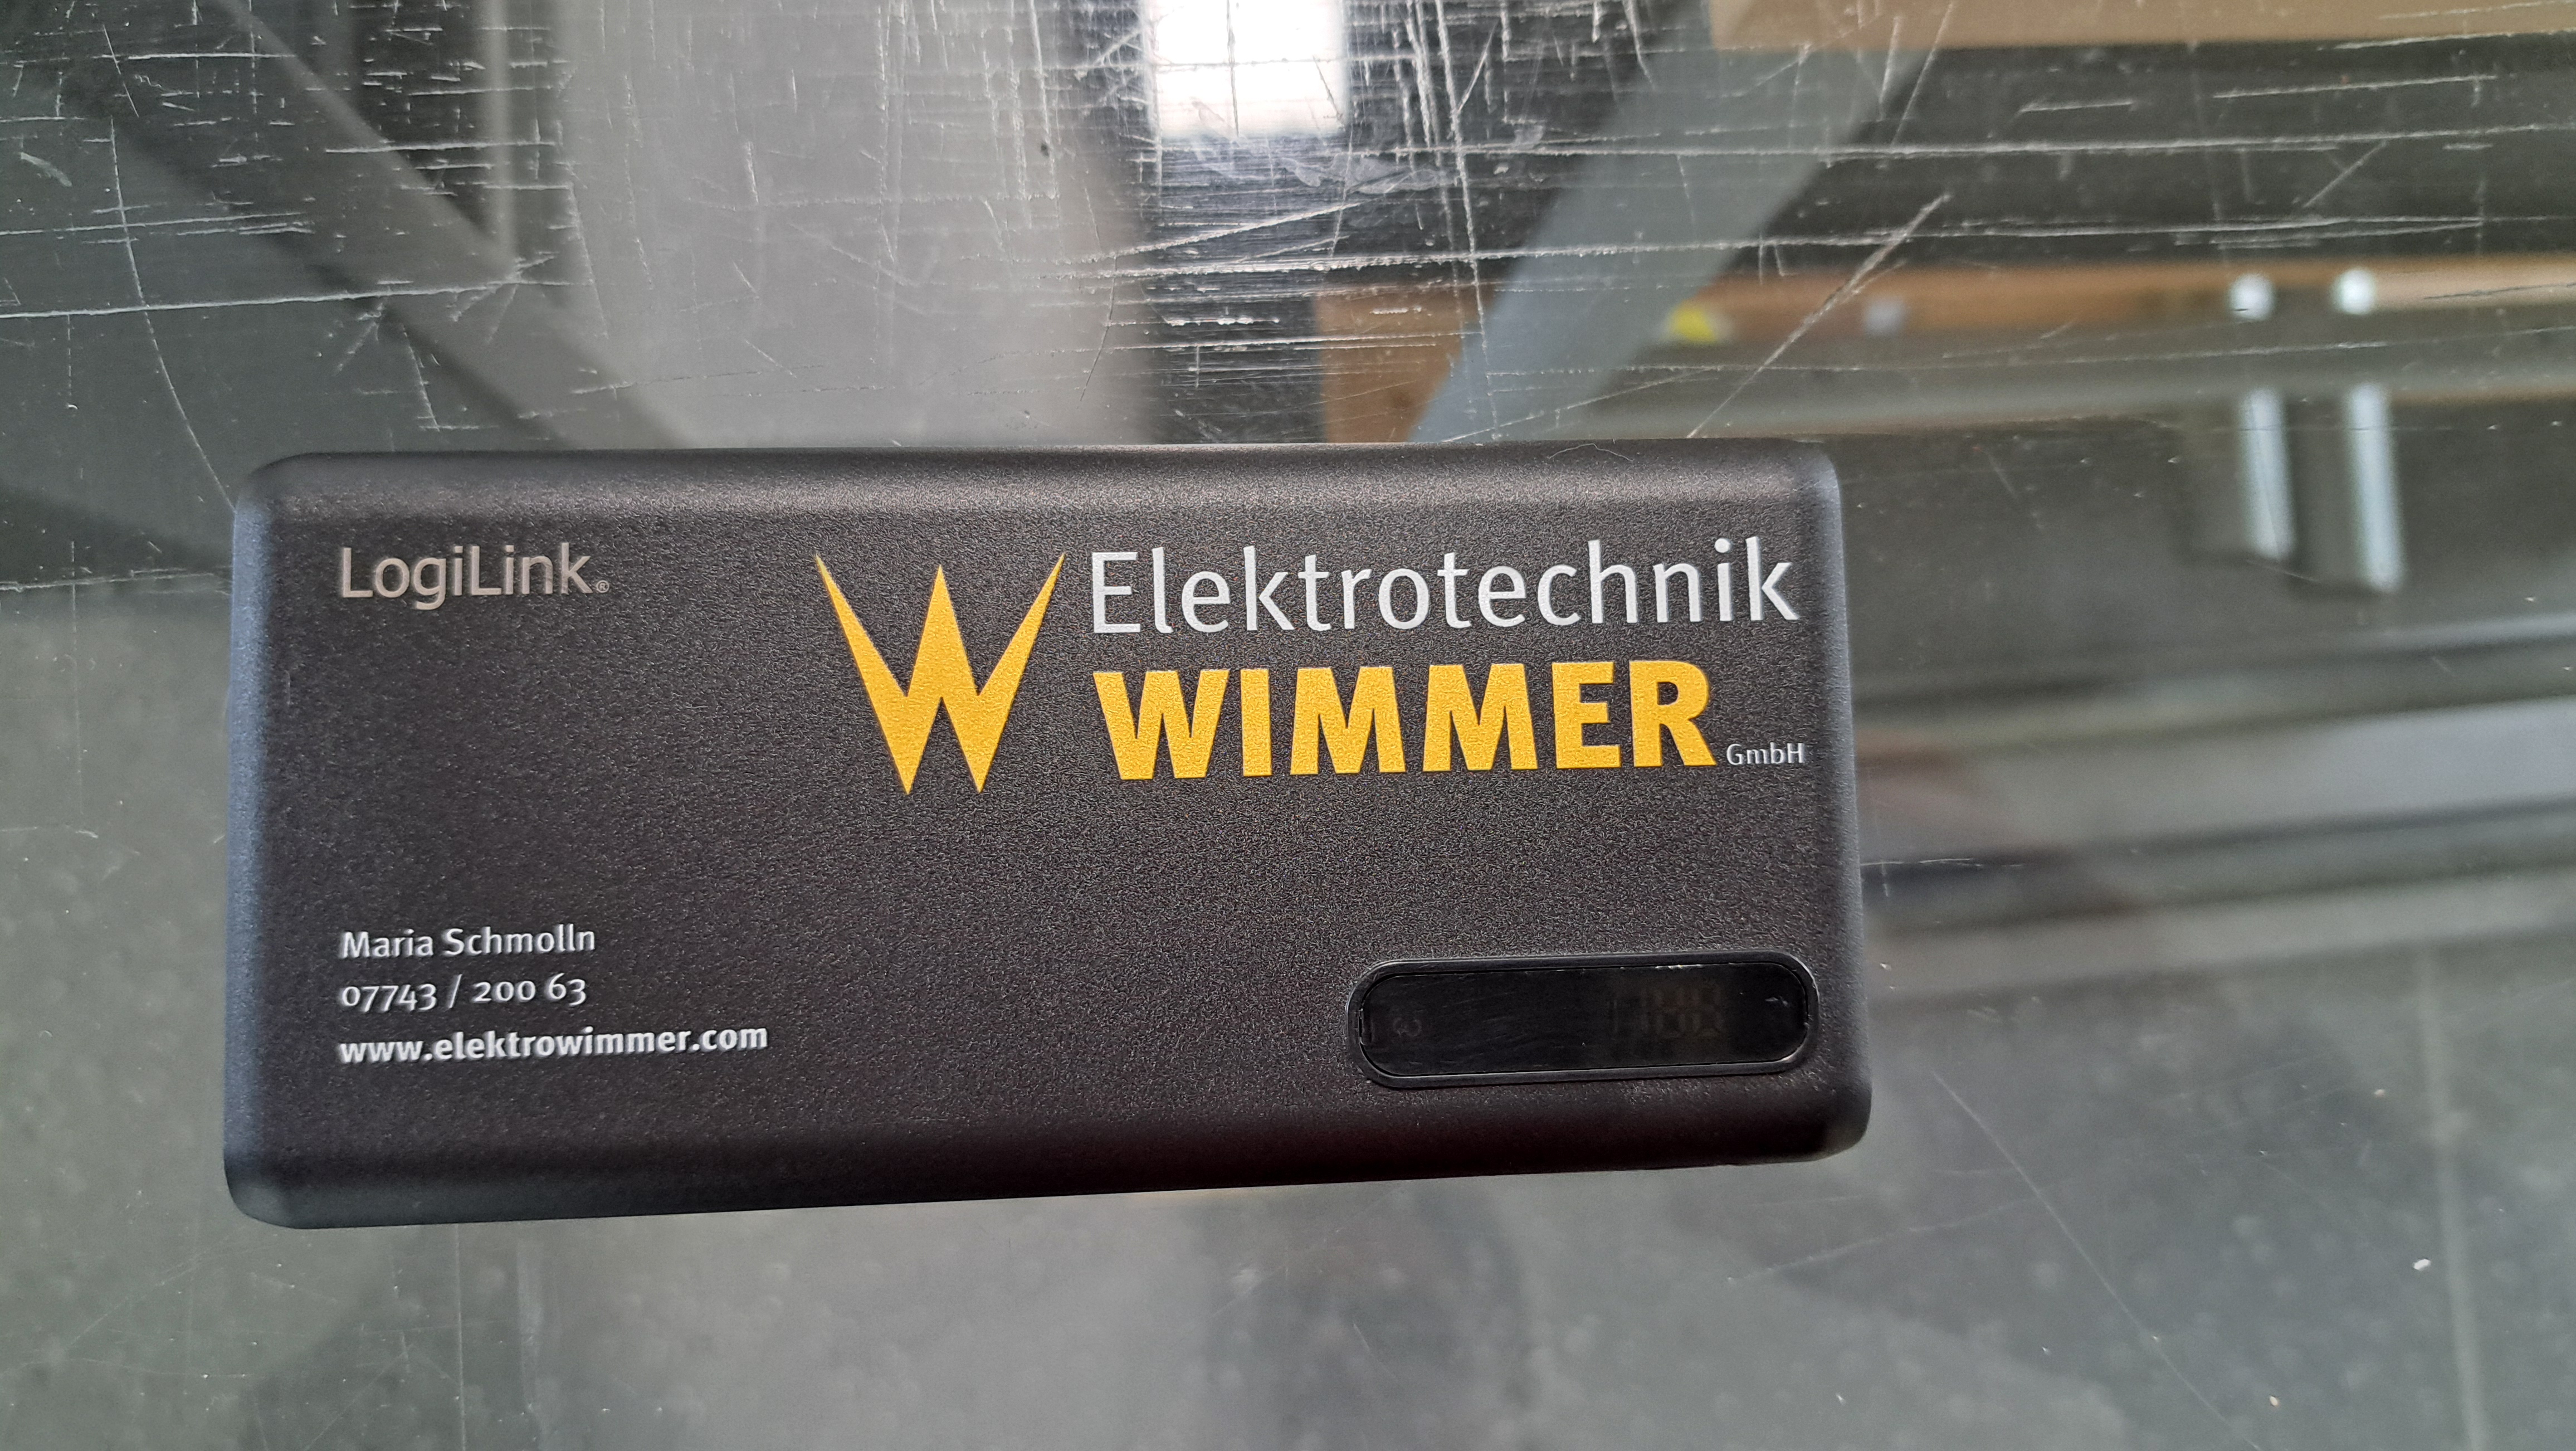 LogiLink®
Elektrotechnik
WIMMER GmbH
Maria Schmolln
07743 / 200 63
www.elektrowimmer.com